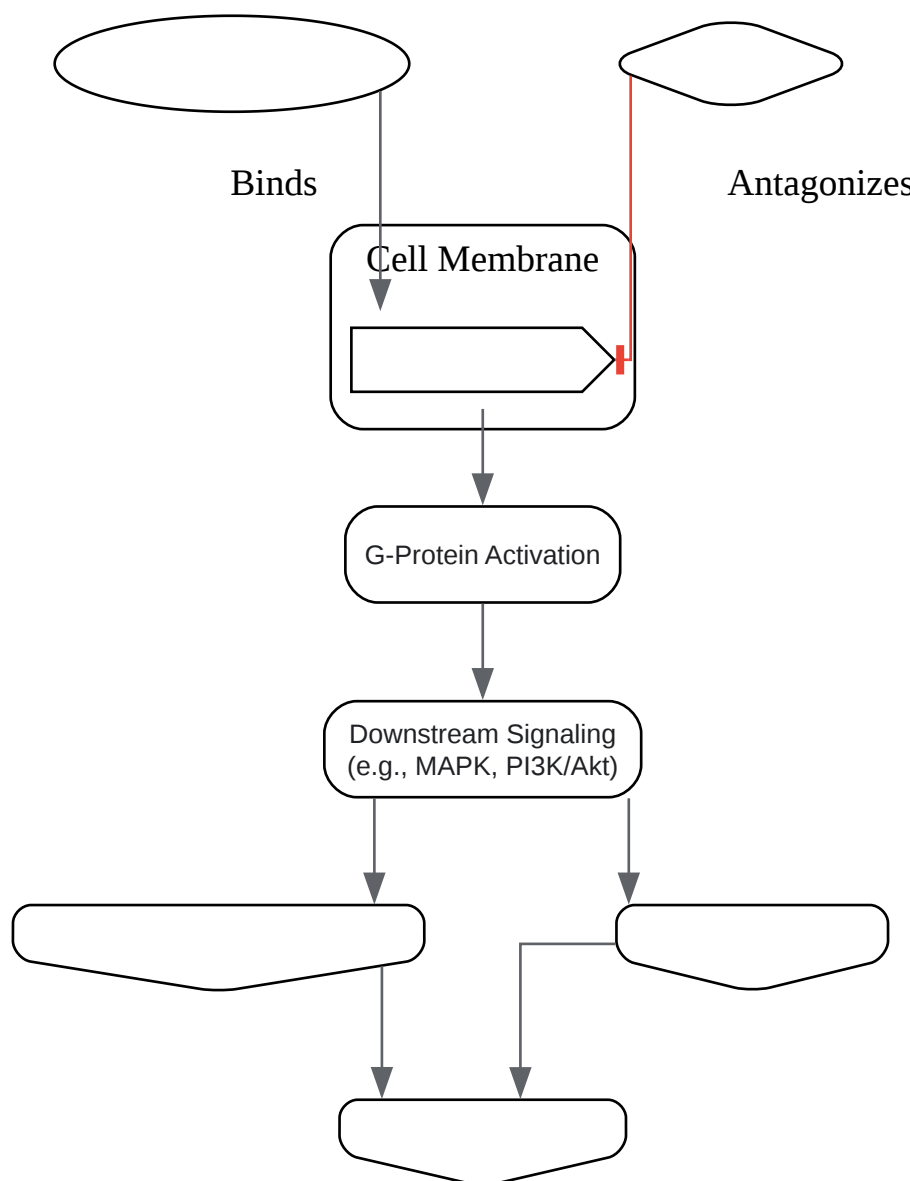 Binds
Antagonizes
Cell Membrane
G-Protein Activation
Downstream Signaling
(e.g., MAPK, PI3K/Akt)